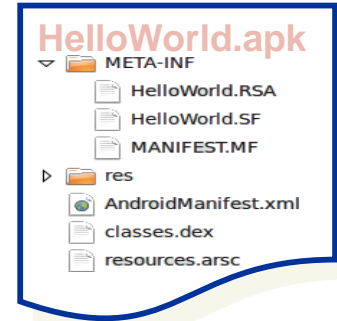 HelloWorld.apk
META-INF
HelloWorld.RSA
HelloWorld.SF
MANIFEST.MF
res
AndroidManifest.xml
classes.dex
resources.arsc